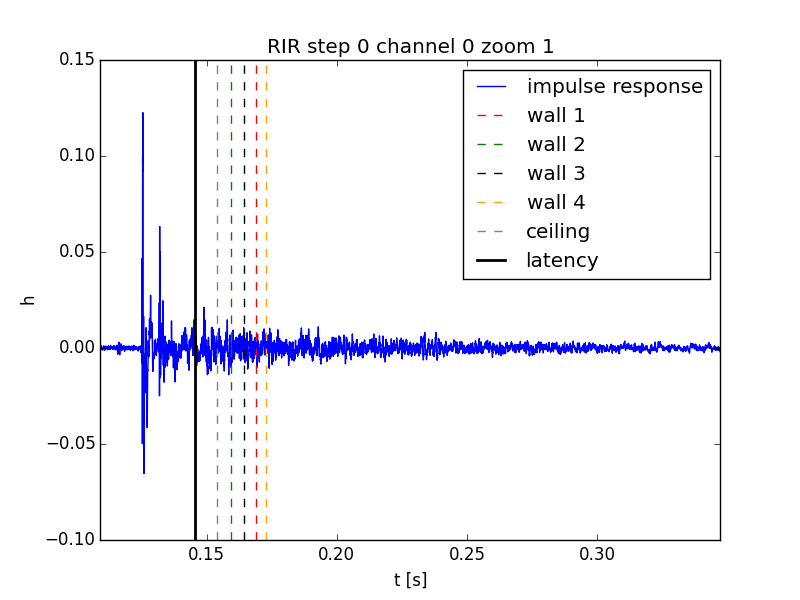 RIR step 0 channel 0 zoom 1
0.15
0.10
0.05
0.00
−0.05
−0.10
h
impulse response
wall 1
wall 2
wall 3
wall 4
ceiling
latency
0.15 0.20 0.25 0.30
t [s]